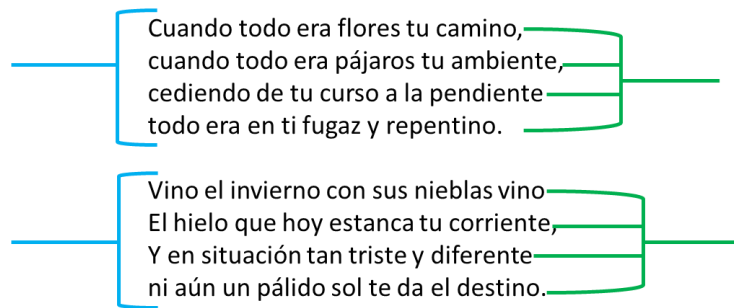 Cuando todo era flores tu camino,
cuando todo era pájaros tu ambiente,
cediendo de tu curso a la pendiente
todo era en ti fugaz y repentino.
Vino el invierno con sus nieblas vino
El hielo que hoy estanca tu corriente,
Y en situación tan triste y diferente
ni aún un pálido sol te da el destino.